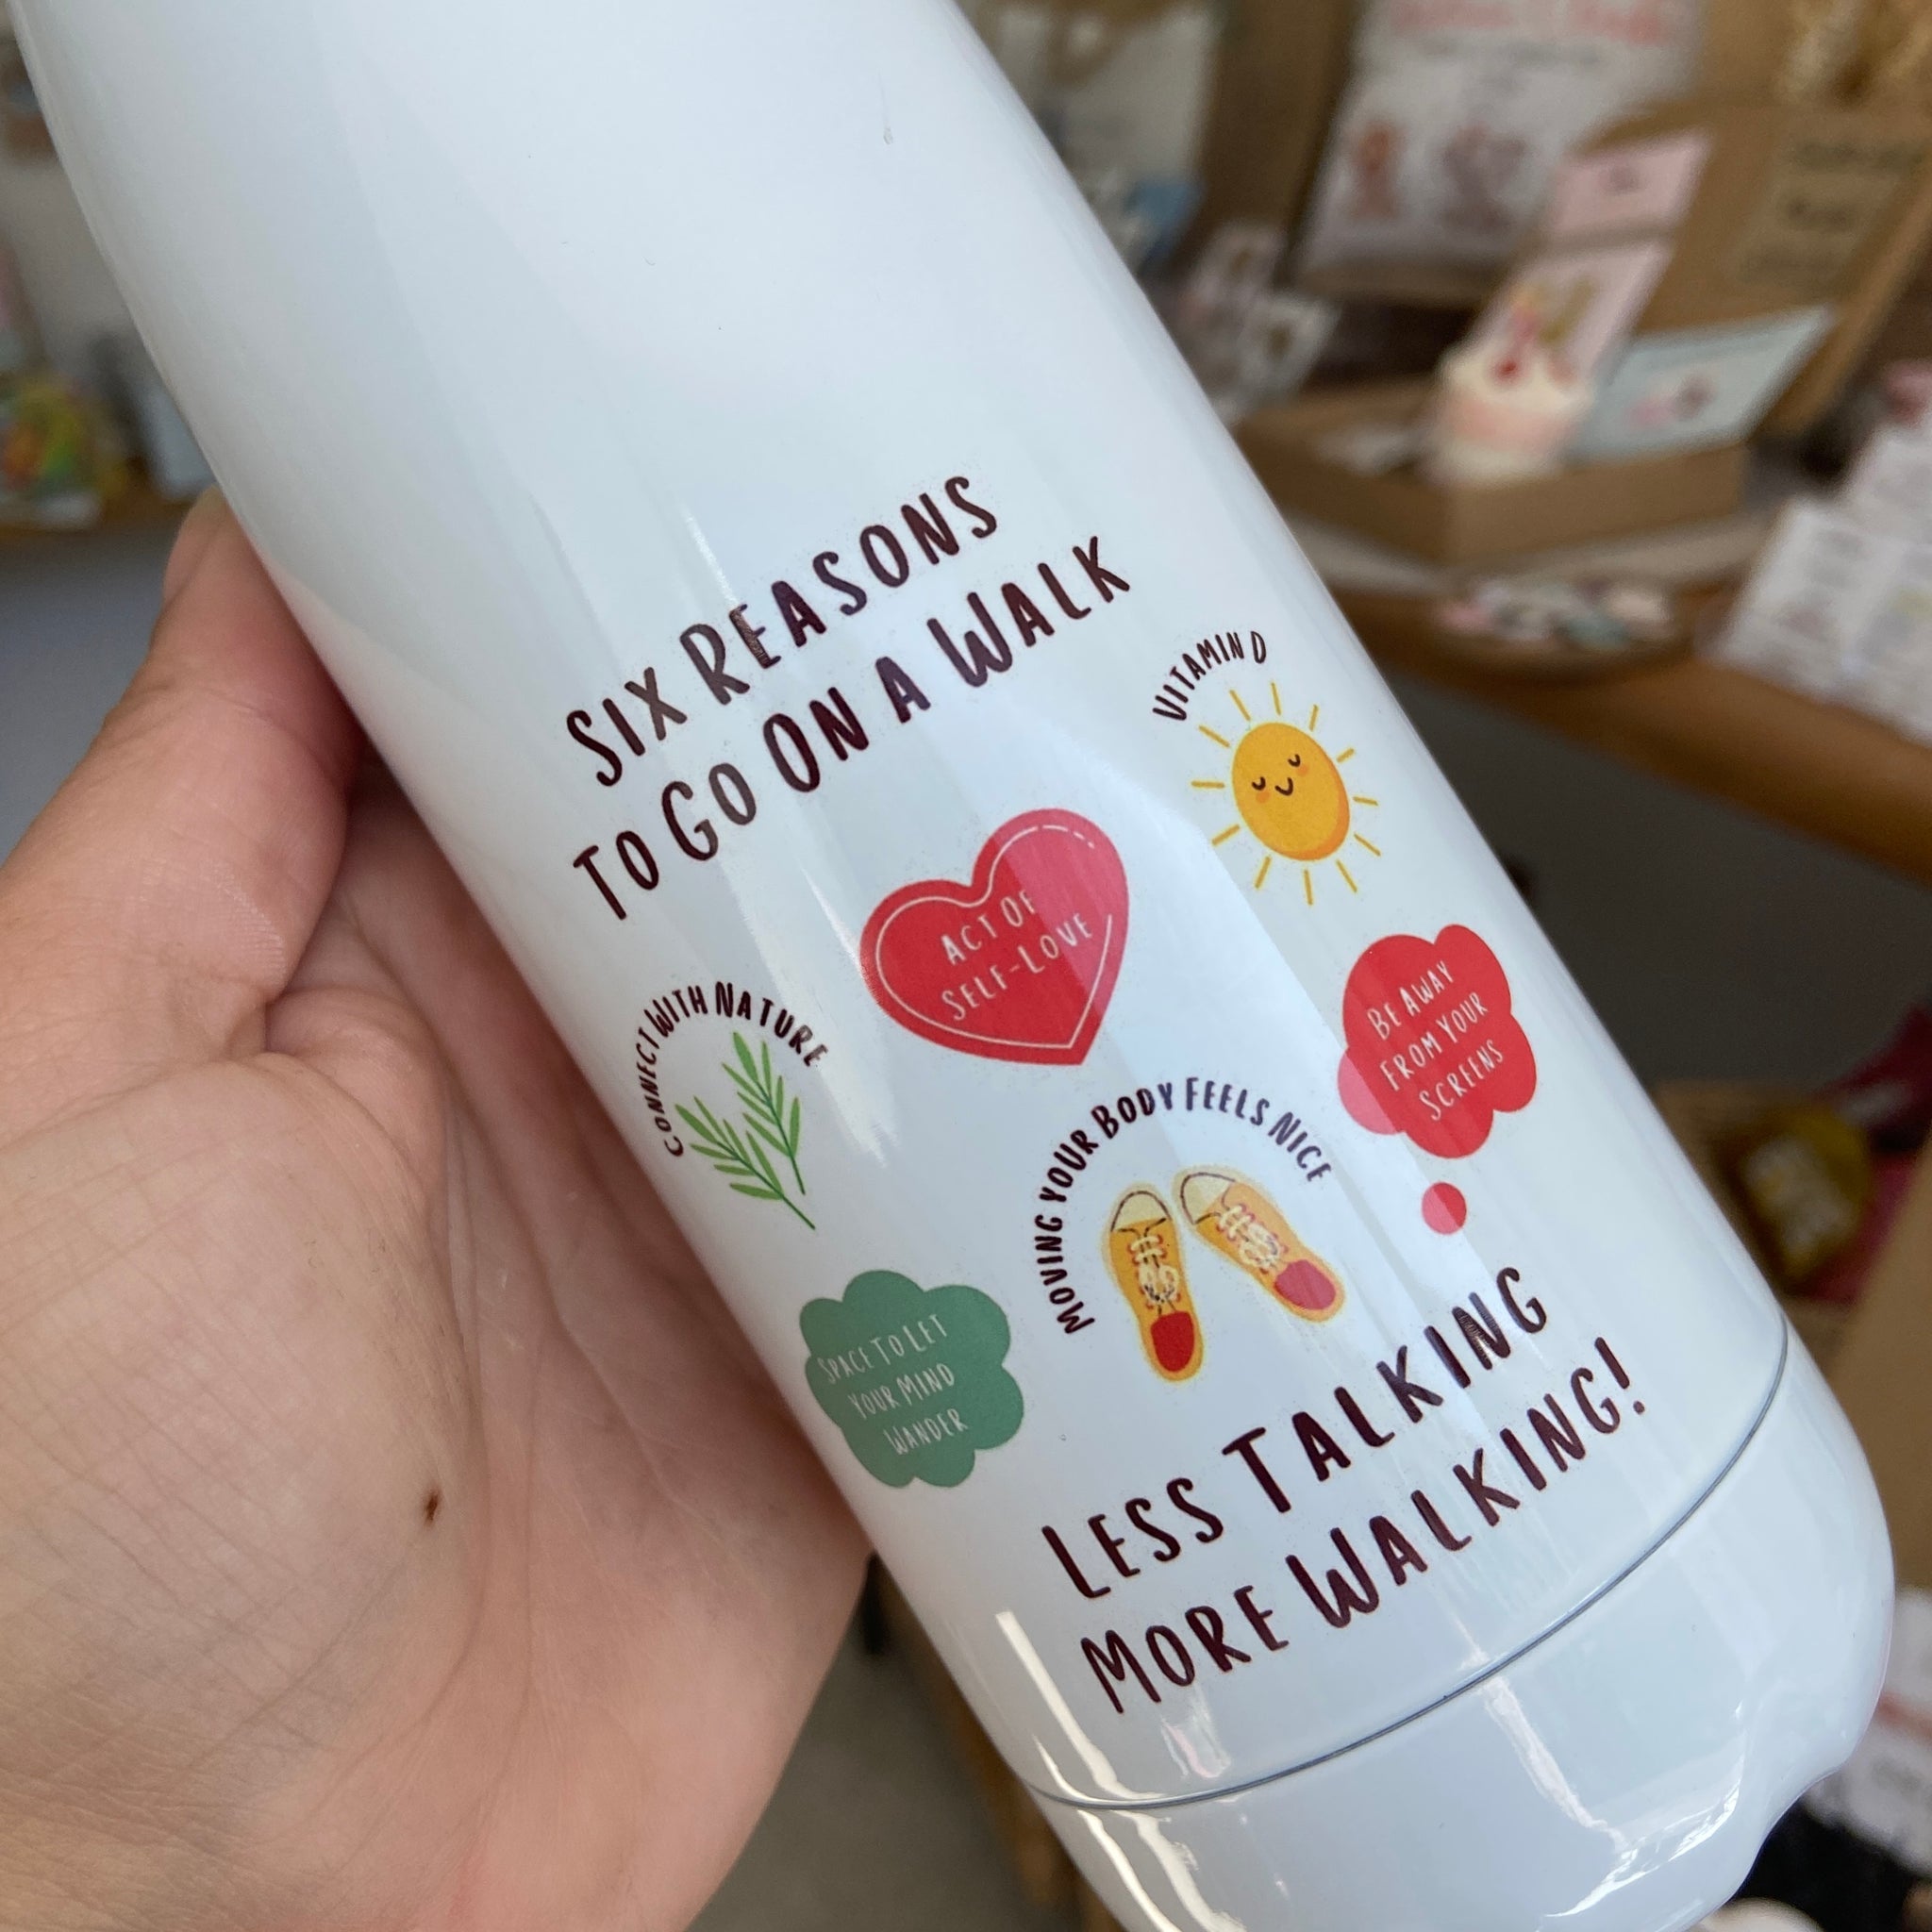 SIX REASONS
TO GO ON A WALK
VITAMIN D
ACT OF
SELF-LOVE
CONNECT WITH NATURE
BE AWAY
FROM YOUR
SCREENS
MOVING YOUR BODY FEELS NICE
SPACE TO LET
YOUR MIND
WANDER
LESS TALKING
MORE WALKING!